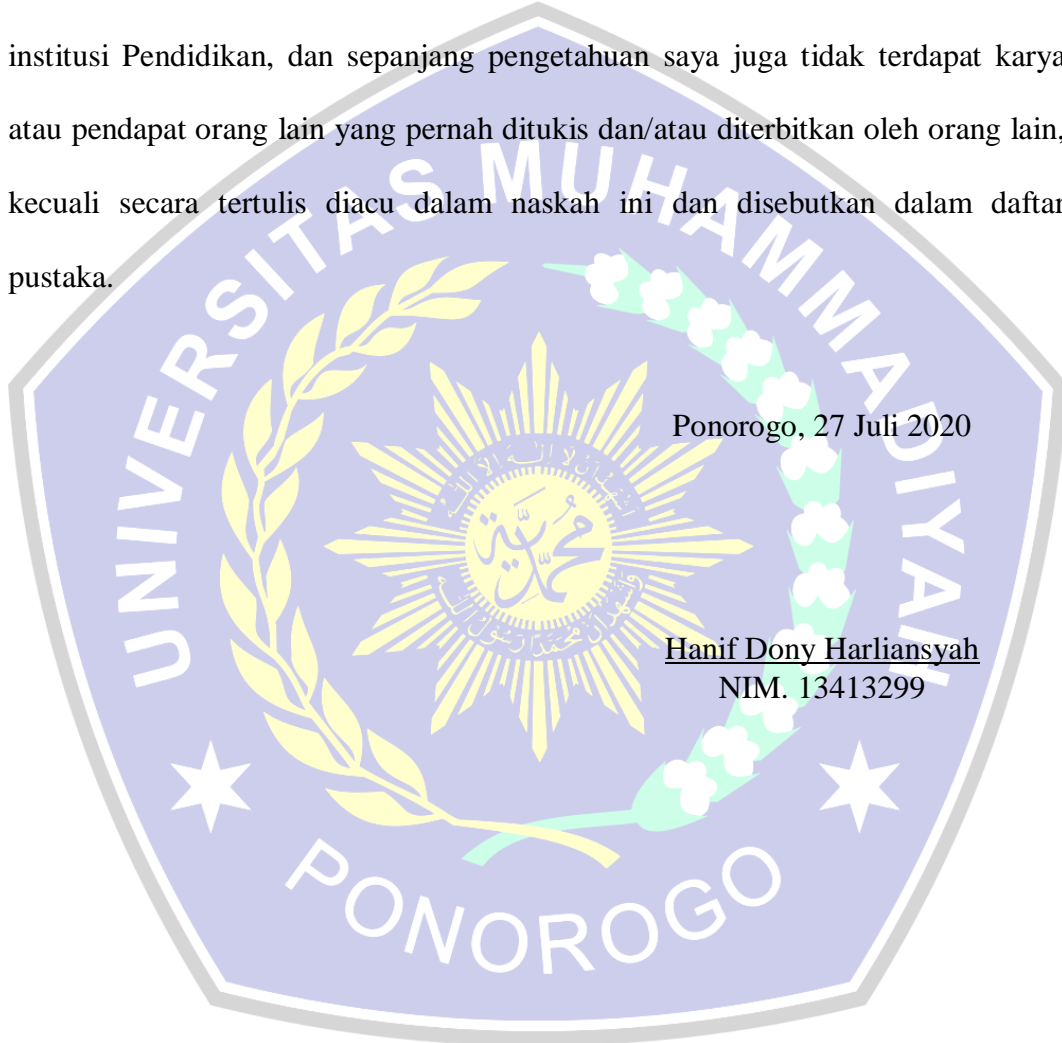 institusi Pendidikan, dan sepanjang pengetahuan saya juga tidak terdapat karya
atau pendapat orang lain yang pernah ditukis dan/atau diterbitkan oleh orang lain,
kecuali secara tertulis diacu dalam naskah ini dan disebutkan dalam daftar
pustaka.
UNIVERSITAS MUHAMMADIYAH
Ponorogo, 27 Juli 2020
محمدية
Hanif Dony Harliansyah
NIM. 13413299
PONOROGO